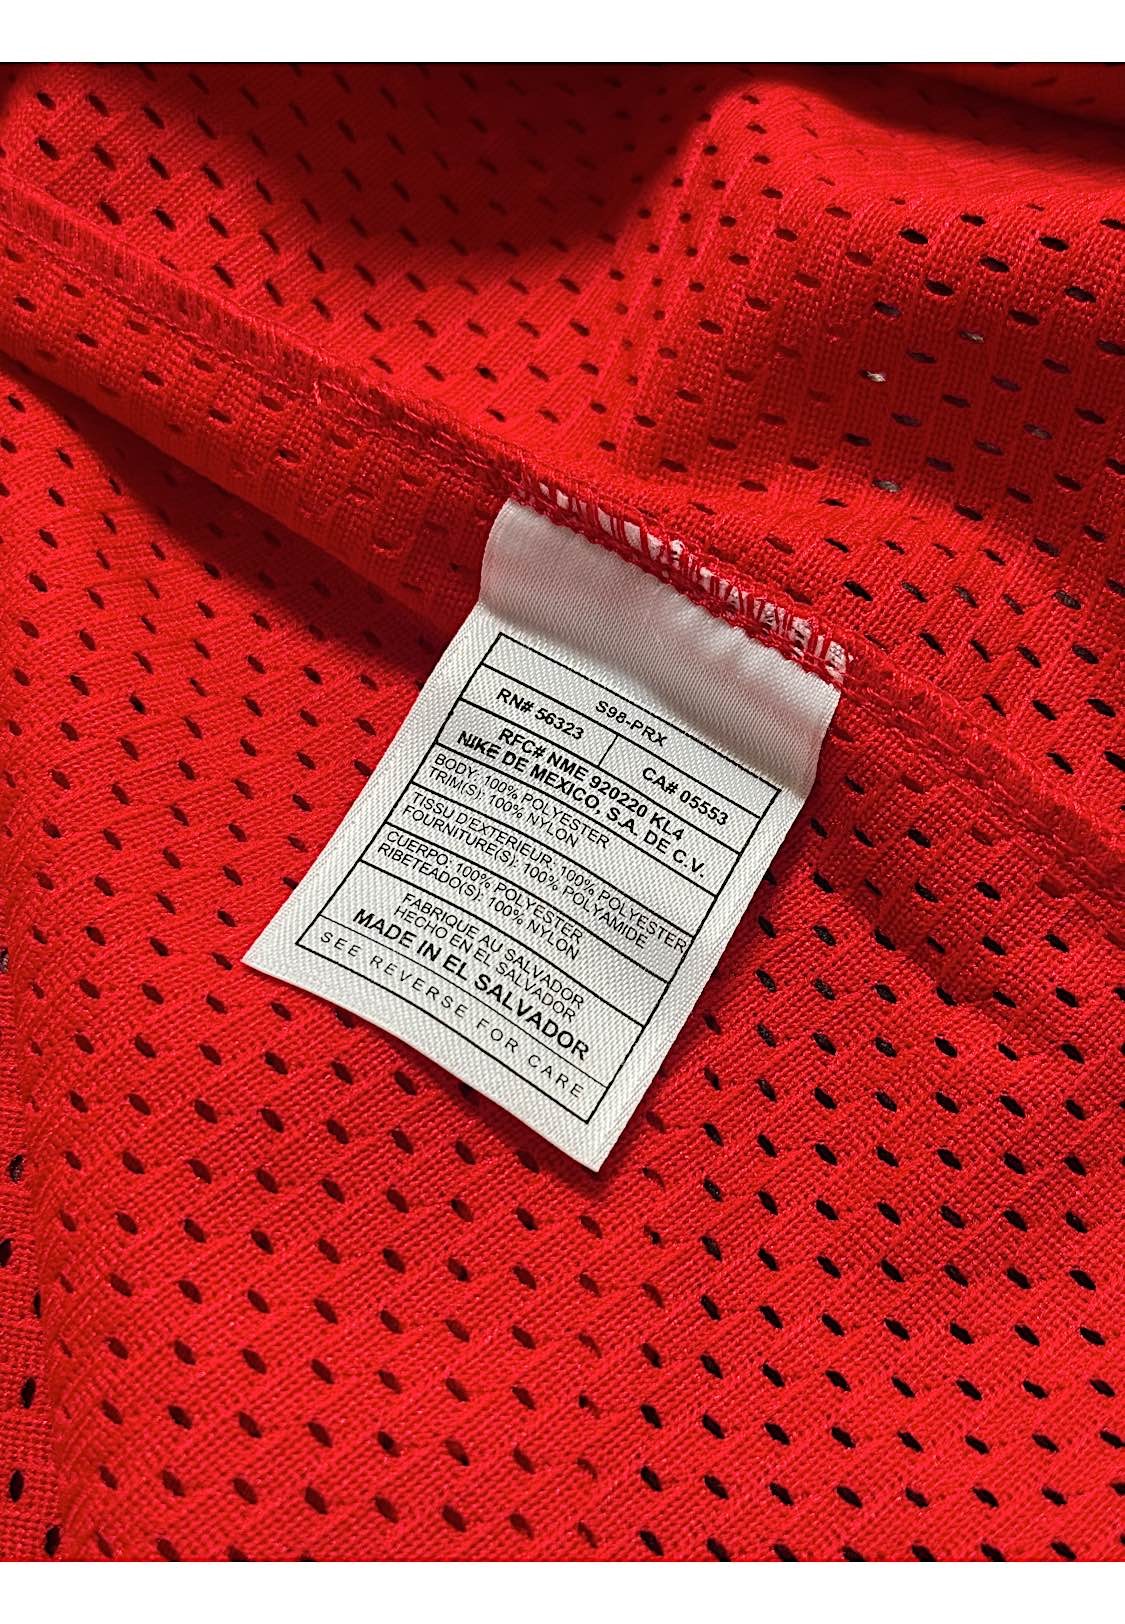 S98-PRX
RN# 56323
CA# 05553
RFC# NME 920220 KL4
NIKE DE MEXICO, S.A. DE C.V.
BODY: 100% POLYESTER
TRIM(S): 100% NYLON
TISSU D'EXTERIEUR: 100% POLYESTER
FOURNITURE(S): 100% POLYAMIDE
CUERPO: 100% POLYESTER
RIBETEADO(S): 100% NYLON
FABRIQUE AU SALVADOR
HECHO EN EL SALVADOR
MADE IN EL SALVADOR
SEE REVERSE FOR CARE